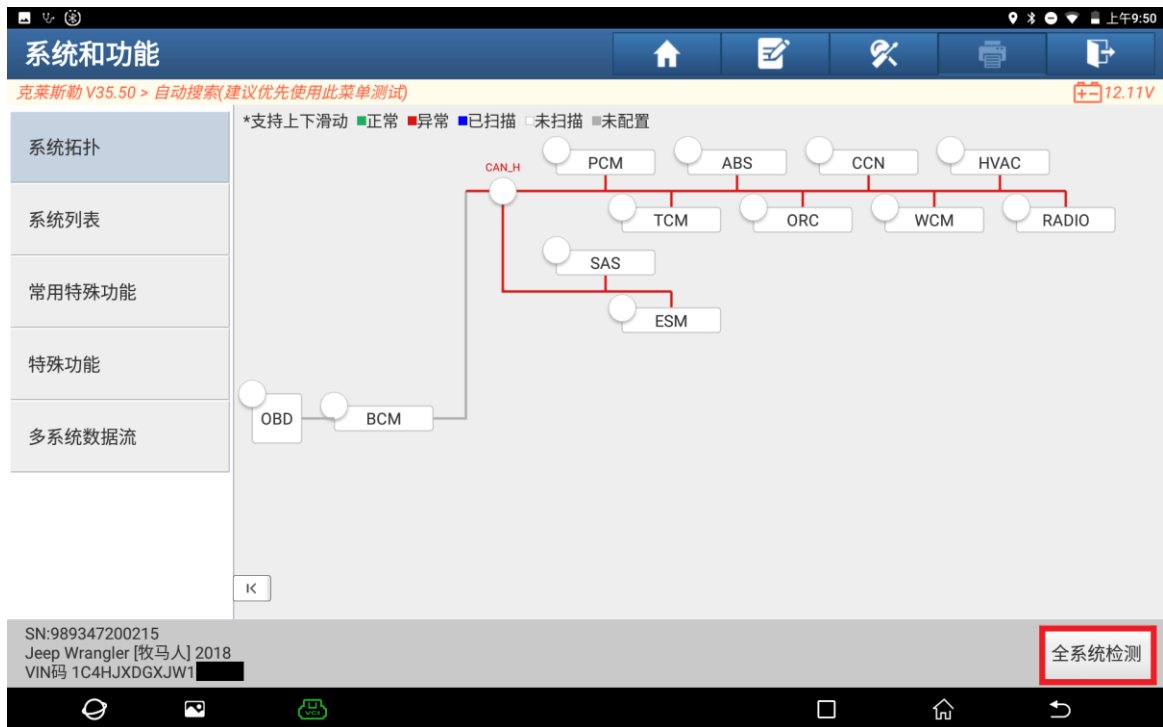 上午9:50
系统和功能
克莱斯勒 V35.50 > 自动搜索(建议优先使用此菜单测试)
12.11V
系统拓扑
系统列表
常用特殊功能
特殊功能
多系统数据流
*支持上下滑动 正常 异常 已扫描 未扫描 未配置
CAN_H
PCM ABS CCN HVAC
TCM ORC WCM RADIO
SAS
ESM
OBD BCM
SN:989347200215
Jeep Wrangler [牧马人] 2018
VIN码 1C4HJXDGXJW1
全系统检测
VCI